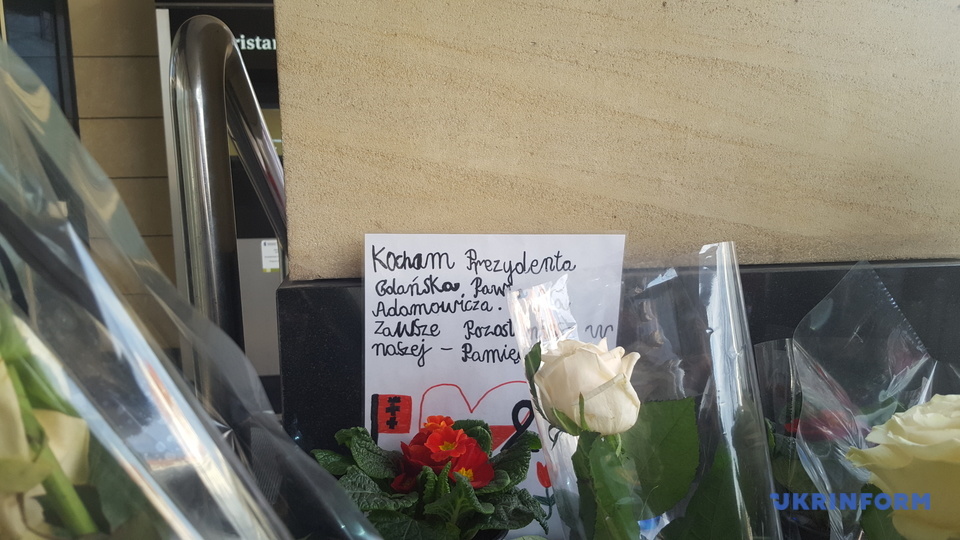 Kocham Prezydenta
Gdańska
Adamowicza.
Zawsze w
naszej -
UKRINFORM